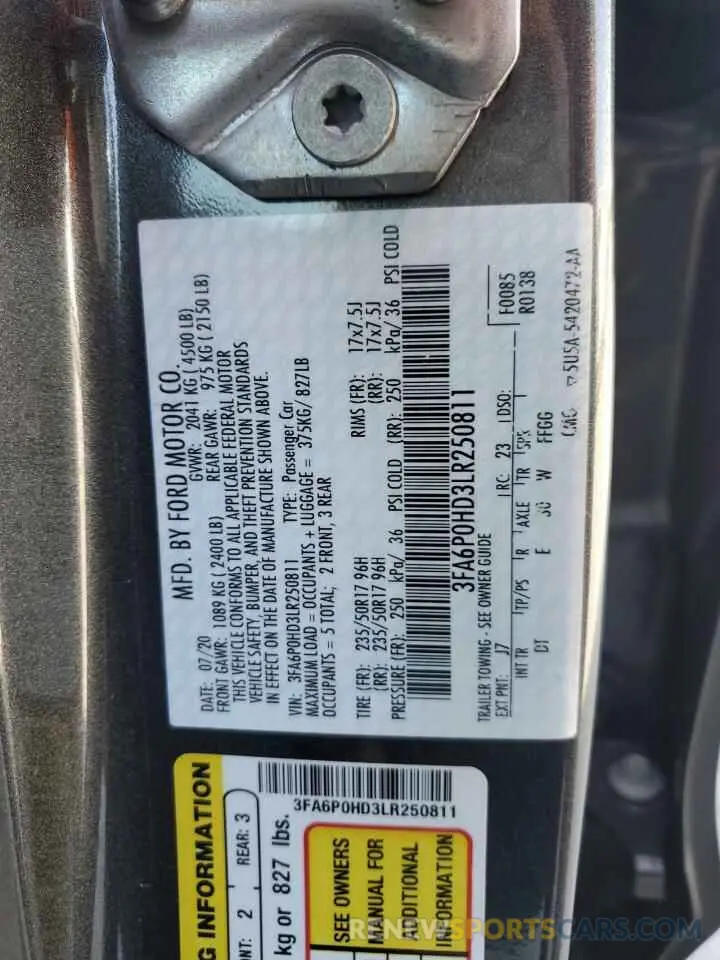 MFD. BY FORD MOTOR CO.
DATE: 07/20 GVWR: 2041 KG ( 4500 LB)
FRONT GAWR: 1089 KG ( 2400 LB) REAR GAWR: 975 KG ( 2150 LB)
THIS VEHICLE CONFORMS TO ALL APPLICABLE FEDERAL MOTOR
VEHICLE SAFETY, BUMPER, AND THEFT PREVENTION STANDARDS
IN EFFECT ON THE DATE OF MANUFACTURE SHOWN ABOVE.
VIN: 3FA6P0HD3LR250811 TYPE: Passenger Car
MAXIMUM LOAD = OCCUPANTS + LUGGAGE = 375KG/ 827LB
OCCUPANTS = 5 TOTAL; 2 FRONT, 3 REAR
TIRE (FR): 235/50R17 96H RIMS (FR): 17x7.5J
(RR): 235/50R17 96H (RR): 17x7.5J
PRESSURE (FR): 250 kPa/ 36 PSI COLD (RR): 250 kPa/ 36 PSI COLD
3FA6P0HD3LR250811
TRAILER TOWING - SEE OWNER GUIDE
EXT PNT: J7 RC: 23 DSO: F0085
R0138
INT TR TP/PS R AXLE TR SPR
DT E W FFGG
5U5A-5420472-AA
3FA6P0HD3LR250811
G INFORMATION
ONT: 2 REAR: 3
kg or 827 lbs.
SEE OWNERS
MANUAL FOR
ADDITIONAL
INFORMATION
RENEWSPORTSCARS.COM